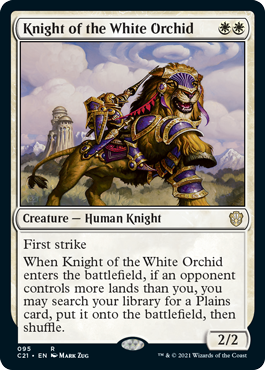 Knight of the White Orchid
Creature — Human Knight
First strike
When Knight of the White Orchid
enters the battlefield, if an opponent
controls more lands than you, you
may search your library for a Plains
card, put it onto the battlefield, then
shuffle.
2/2
095 R
C21 • EN Mark Zug
™ & © 2021 Wizards of the Coast